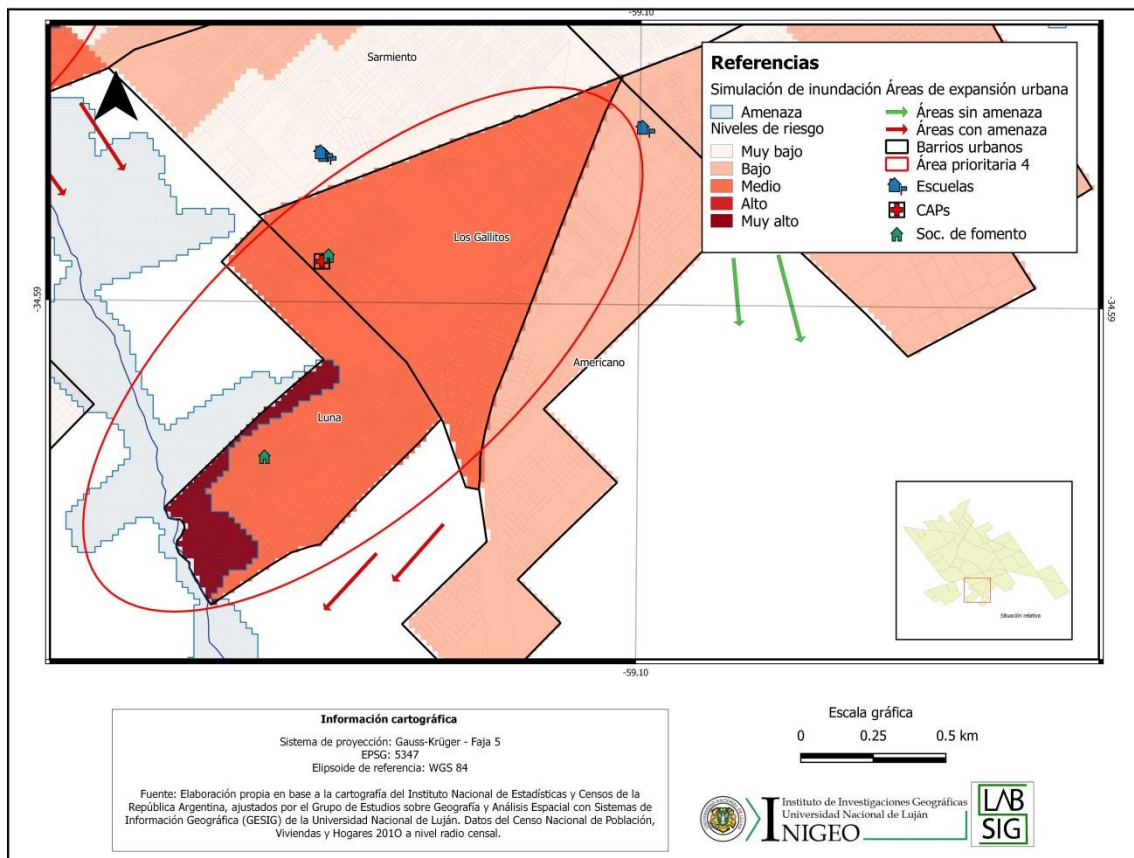 -59.10
Sarmiento
Los Gallitos
Americano
Luna
-34.59
-34.59
-59.10
Referencias
Simulación de inundación
Amenaza
Niveles de riesgo
Muy bajo
Bajo
Medio
Alto
Muy alto
Áreas de expansión urbana
Áreas sin amenaza
Áreas con amenaza
Barrios urbanos
Área prioritaria 4
Escuelas
CAPs
Soc. de fomento
Situación relativa
Información cartográfica
Sistema de proyección: Gauss-Krüger - Faja 5
EPSG: 5347
Elipsoide de referencia: WGS 84
Fuente: Elaboración propia en base a la cartografía del Instituto Nacional de Estadísticas y Censos de la
República Argentina, ajustados por el Grupo de Estudios sobre Geografía y Análisis Espacial con Sistemas de
Información Geográfica (GESIG) de la Universidad Nacional de Luján. Datos del Censo Nacional de Población,
Viviendas y Hogares 201O a nivel radio censal.
Escala gráfica
0 0.25 0.5 km
Instituto de Investigaciones Geográficas
Universidad Nacional de Luján
INIGEO
LAB
SIG